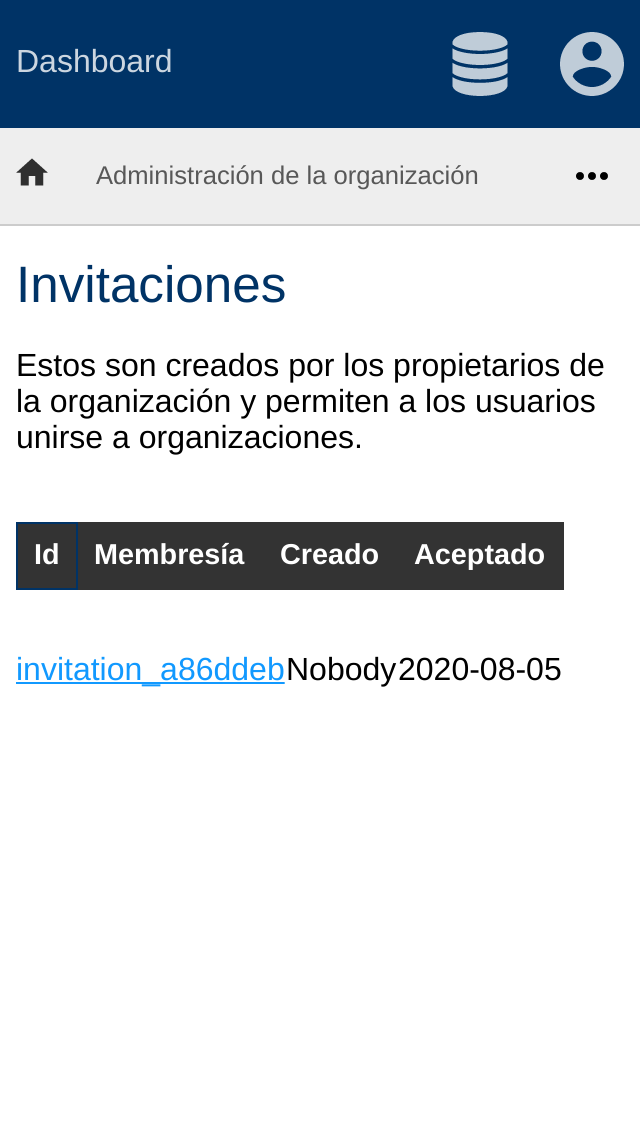 Dashboard
Administración de la organización
Invitaciones
Estos son creados por los propietarios de
la organización y permiten a los usuarios
unirse a organizaciones.
Id Membresía Creado Aceptado
invitation_a86ddeb Nobody 2020-08-05